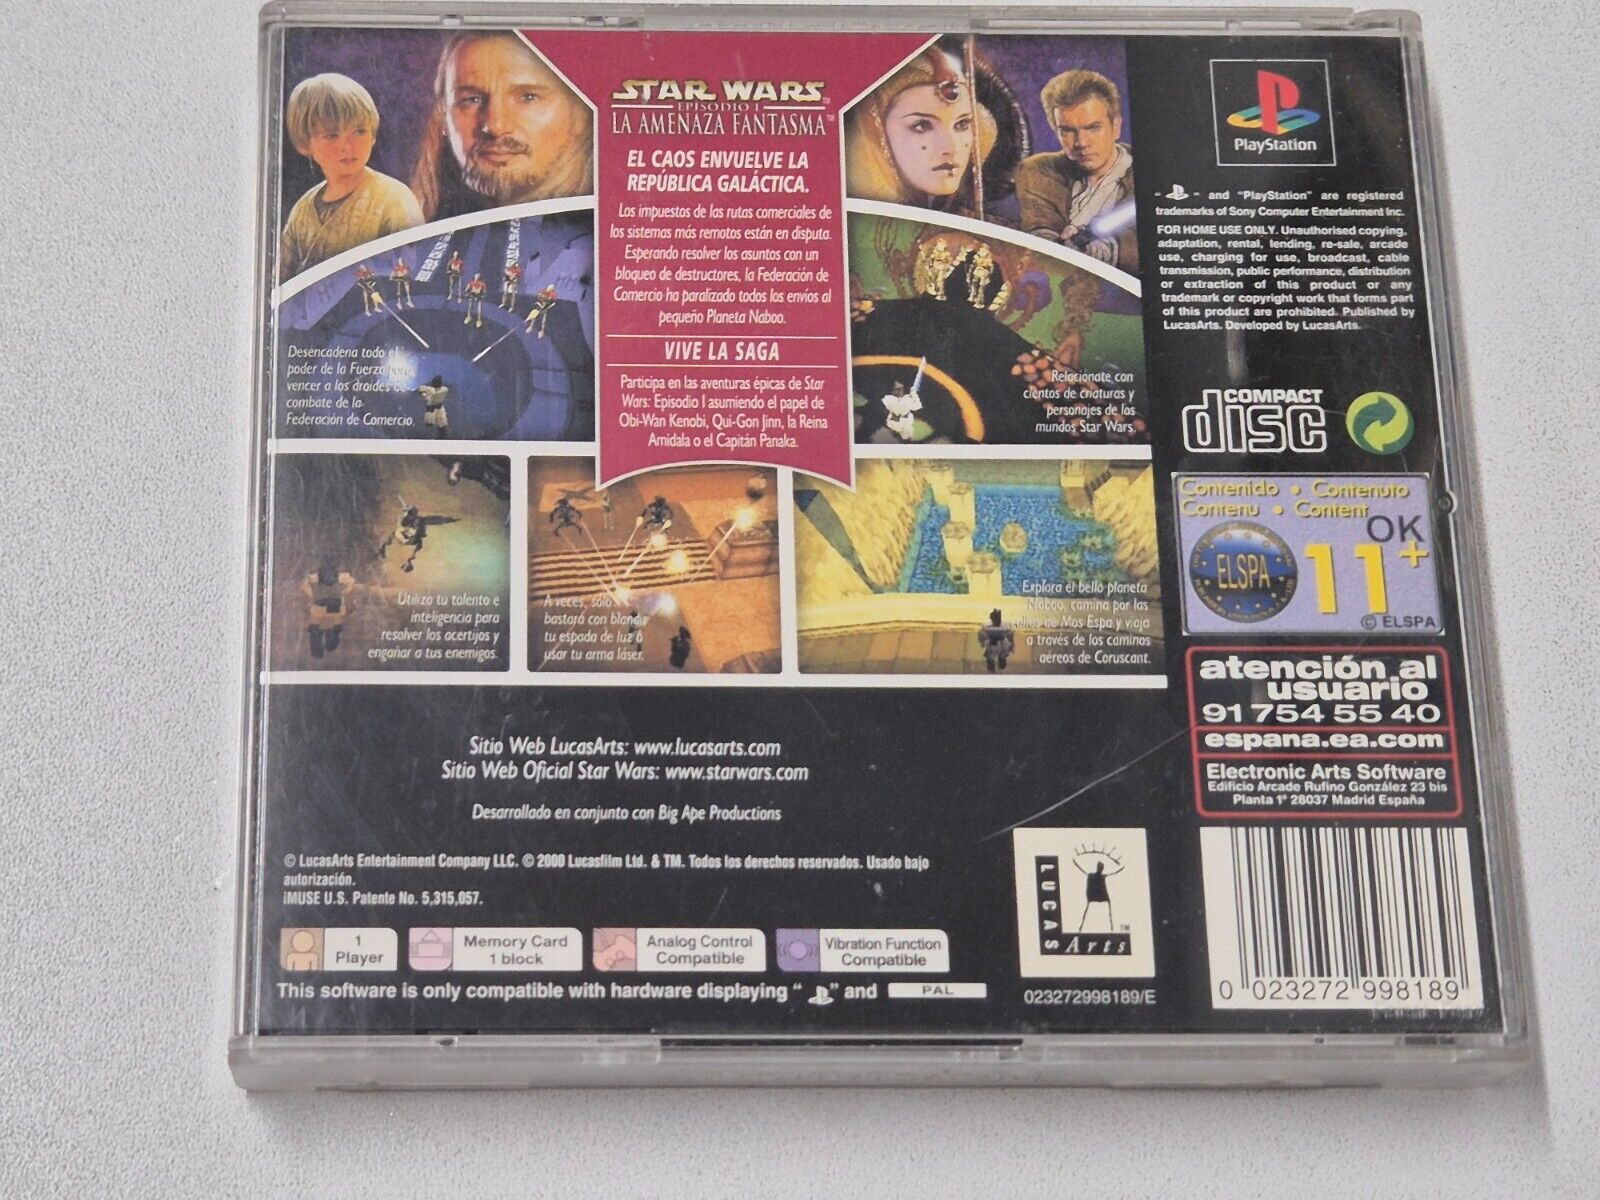 STAR WARS
EPISODIO I
LA AMENAZA FANTASMA™
EL CAOS ENVUELVE LA
REPÚBLICA GALÁCTICA.
Los impuestos de las rutas comerciales de
los sistemas más remotos están en disputa.
Esperando resolver los asuntos con un
bloqueo de destructores, la Federación de
Comercio ha paralizado todos los envíos al
pequeño Planeta Naboo.
VIVE LA SAGA
Participa en las aventuras épicas de Star
Wars: Episodio I asumiendo el papel de
Obi-Wan Kenobi, Qui-Gon Jinn, la Reina
Amidala o el Capitán Panaka.
Desencadena todo el
poder de la Fuerza para
vencer a los droides de
combate de la
Federación de Comercio.
Relaciónate con
cientos de criaturas y
personajes de los
mundos Star Wars.
Utiliza tu talento e
inteligencia para
resolver los acertijos y
engañar a tus enemigos.
A veces, sólo
bastará con blandir
tu espada de luz o
usar tu arma láser.
Explora el bello planeta
Naboo, camina por las
calles de Mos Espa y viaja
a través de los caminos
aéreos de Coruscant.
Sitio Web LucasArts: www.lucasarts.com
Sitio Web Oficial Star Wars: www.starwars.com
Desarrollado en conjunto con Big Ape Productions
© LucasArts Entertainment Company LLC. © 2000 Lucasfilm Ltd. & TM. Todos los derechos reservados. Usado bajo
autorización.
iMUSE U.S. Patente No. 5,315,057.
1
Player
Memory Card
1 block
Analog Control
Compatible
Vibration Function
Compatible
This software is only compatible with hardware displaying " " and PAL
PlayStation
" " and "PlayStation" are registered
trademarks of Sony Computer Entertainment Inc.
FOR HOME USE ONLY. Unauthorised copying,
adaptation, rental, lending, re-sale, arcade
use, charging for use, broadcast, cable
transmission, public performance, distribution
or extraction of this product or any
trademark or copyright work that forms part
of this product are prohibited. Published by
LucasArts. Developed by LucasArts.
COMPACT
disc
Contenido • Contenuto
Contenu • Content
OK
ELSPA
11+
© ELSPA
atención al
usuario
91 754 55 40
espana.ea.com
Electronic Arts Software
Edificio Arcade Rufino González 23 bis
Planta 1ª 28037 Madrid España
LUCAS
Arts™
023272998189/E
0 023272 998189